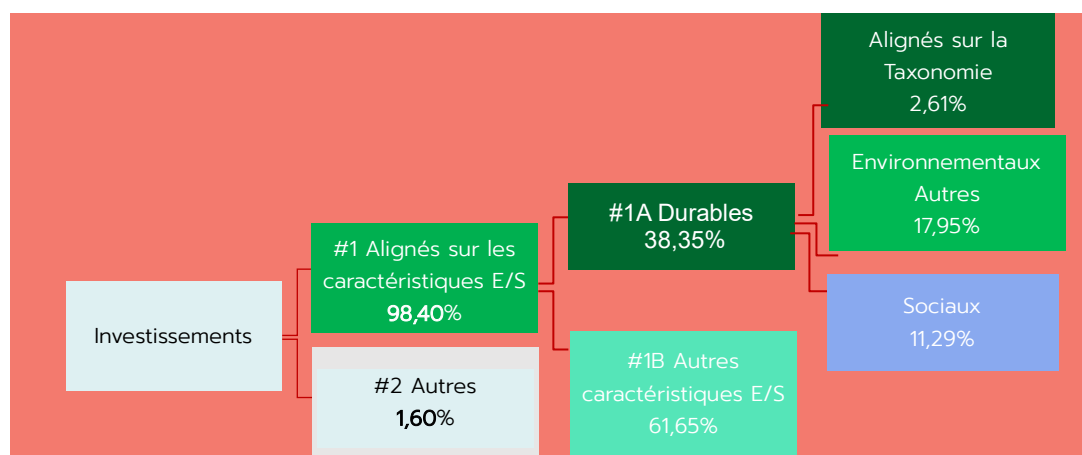 Alignés sur la
Taxonomie
2,61%
Environnementaux
Autres
17,95%
#1A Durables
38,35%
#1 Alignés sur les
caractéristiques E/S
98,40%
Sociaux
11,29%
Investissements
#1B Autres
caractéristiques E/S
61,65%
#2 Autres
1,60%